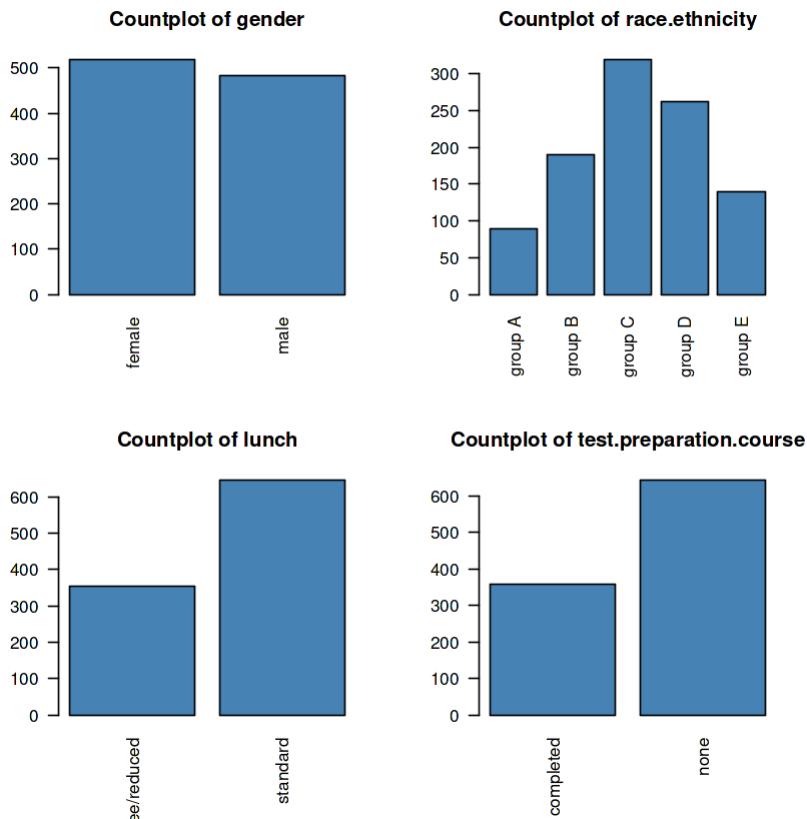 Countplot of gender
500
400
300
200
100
0
female
male
Countplot of race.ethnicity
300
250
200
150
100
50
0
group A
group B
group C
group D
group E
Countplot of lunch
600
500
400
300
200
100
0
ee/reduced
standard
Countplot of test.preparation.course
600
500
400
300
200
100
0
completed
none